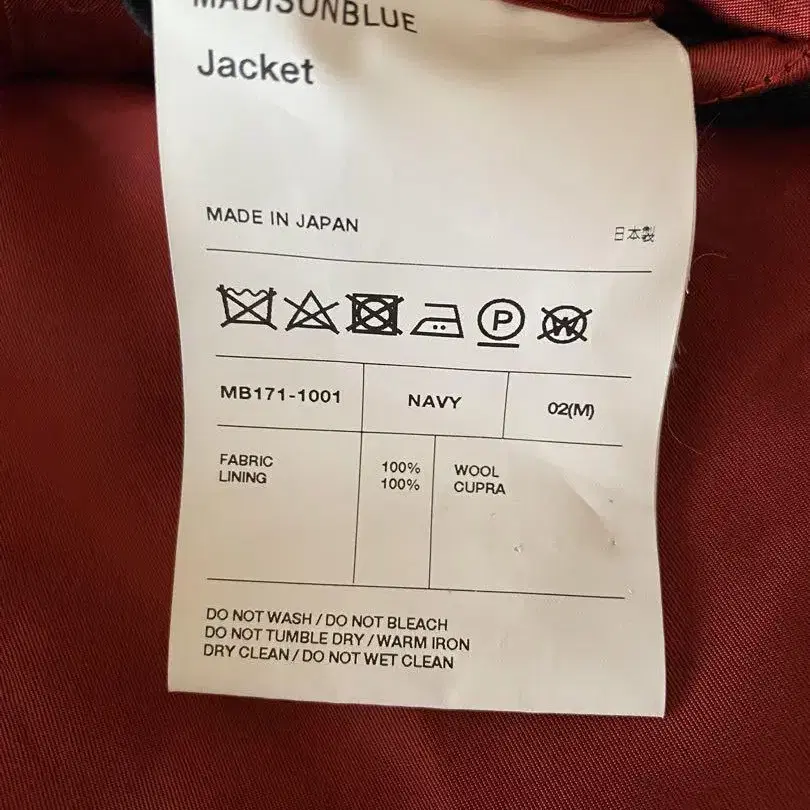 MADISONBLUE
Jacket
MADE IN JAPAN 日本製
P W
MB171-1001 NAVY 02(M)
FABRIC 100% WOOL
LINING 100% CUPRA
DO NOT WASH / DO NOT BLEACH
DO NOT TUMBLE DRY / WARM IRON
DRY CLEAN / DO NOT WET CLEAN